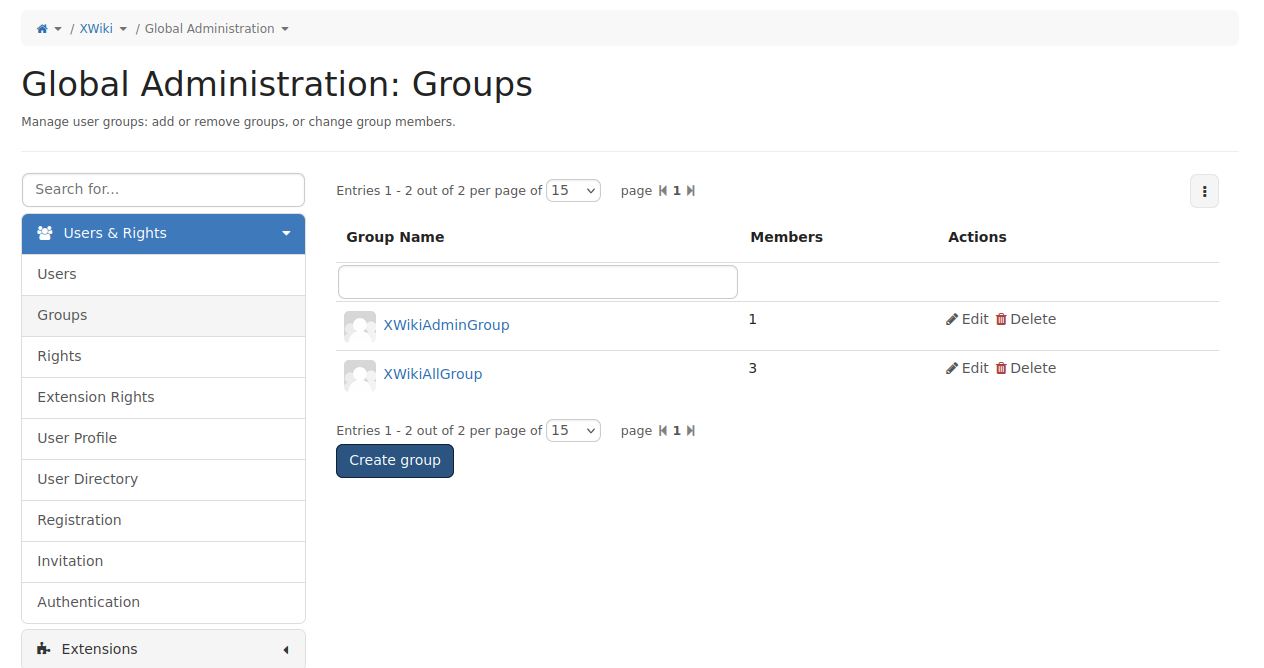 / XWiki / Global Administration
Global Administration: Groups
Manage user groups: add or remove groups, or change group members.
Search for...
Users & Rights
Users
Groups
Rights
Extension Rights
User Profile
User Directory
Registration
Invitation
Authentication
Extensions
Entries 1 - 2 out of 2 per page of 15 page 1
Group Name Members Actions
XWikiAdminGroup 1 Edit Delete
XWikiAllGroup 3 Edit Delete
Entries 1 - 2 out of 2 per page of 15 page 1
Create group